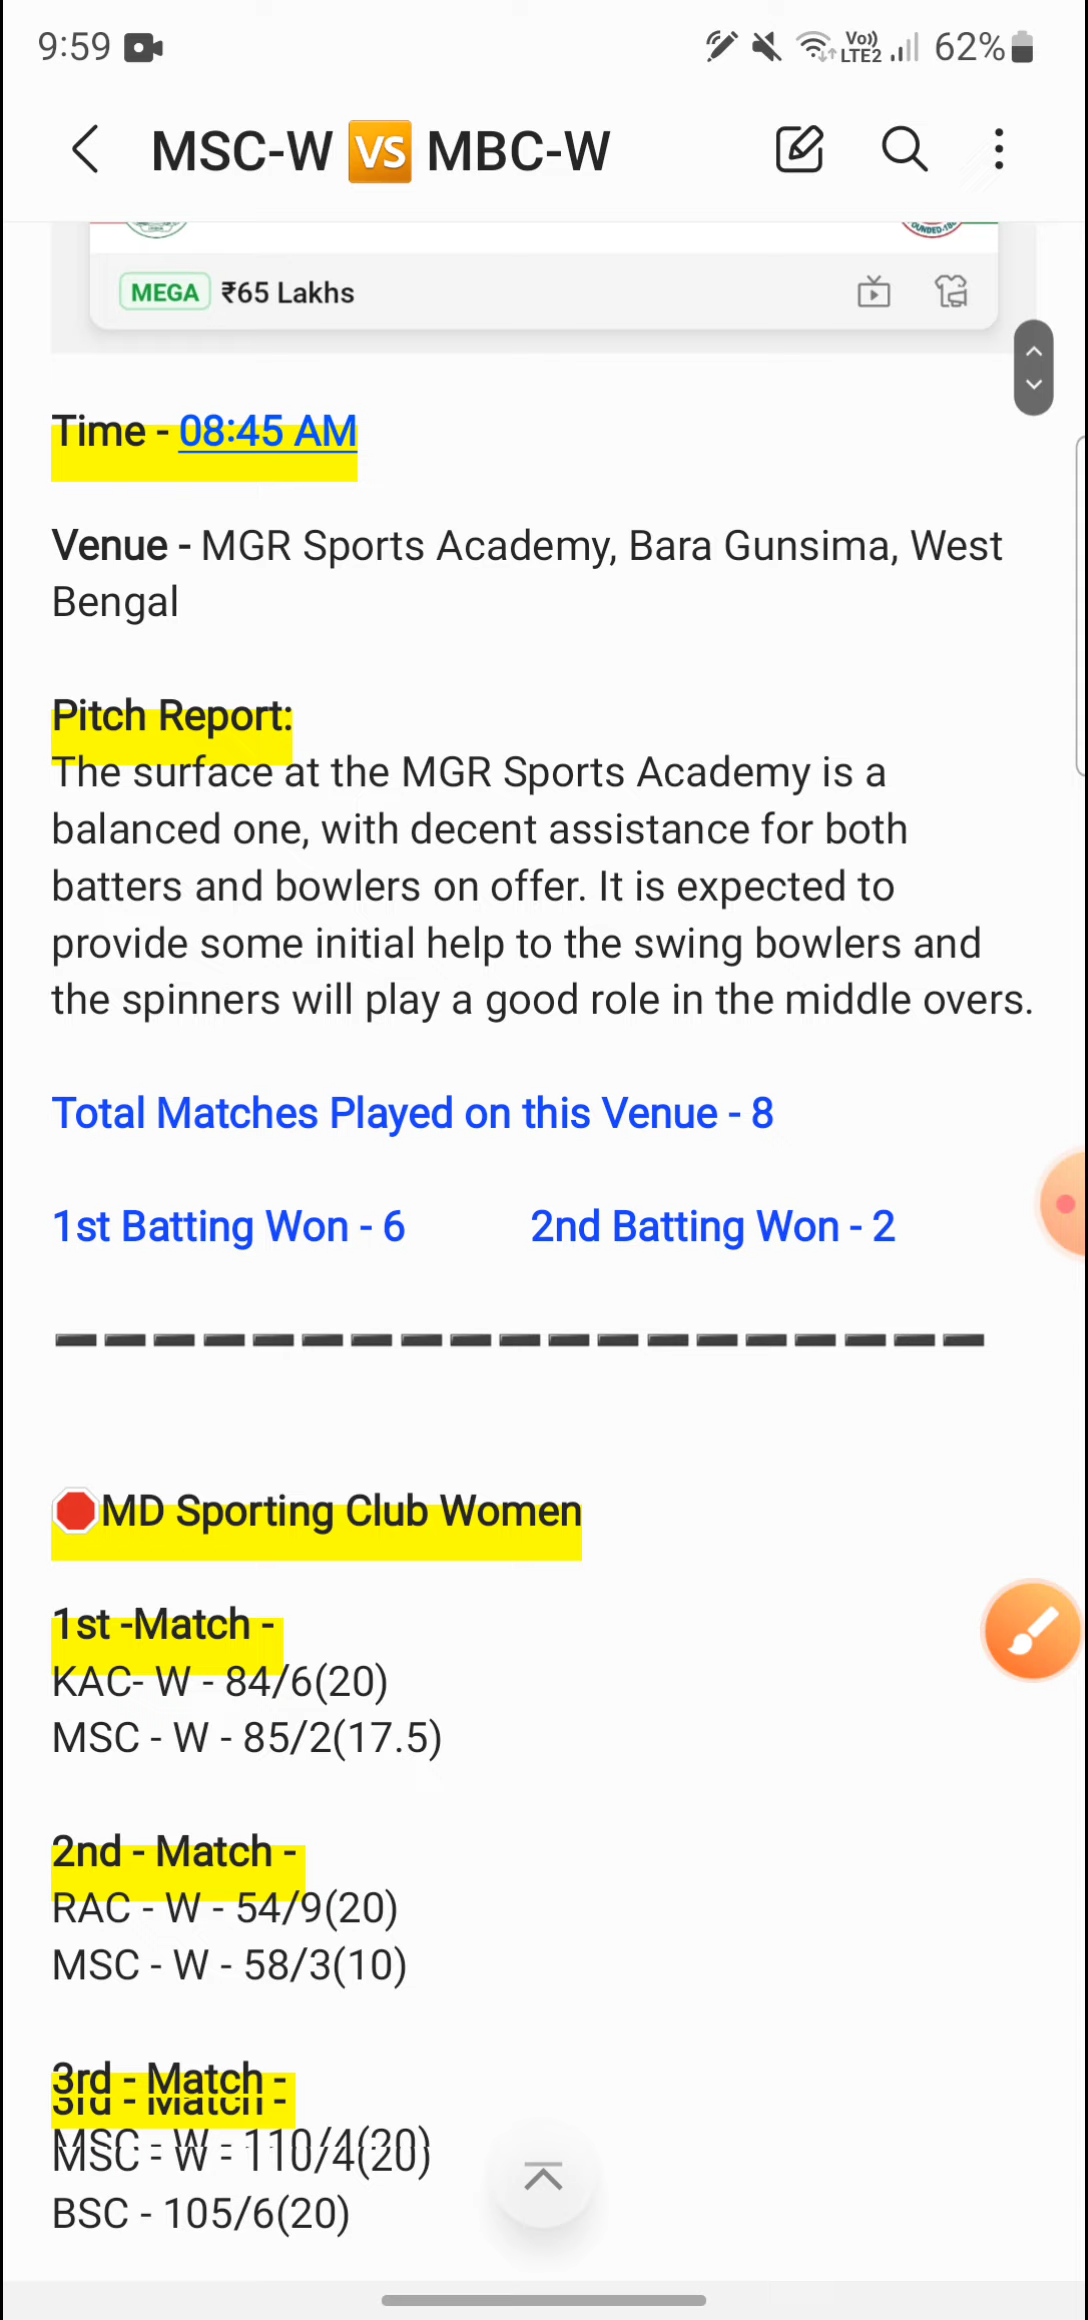 9:59
Vo)) LTE2 62%
MSC-W VS MBC-W
MEGA ₹65 Lakhs
Time - 08:45 AM
Venue - MGR Sports Academy, Bara Gunsima, West
Bengal
Pitch Report:
The surface at the MGR Sports Academy is a
balanced one, with decent assistance for both
batters and bowlers on offer. It is expected to
provide some initial help to the swing bowlers and
the spinners will play a good role in the middle overs.
Total Matches Played on this Venue - 8
1st Batting Won - 6 2nd Batting Won - 2
MD Sporting Club Women
1st -Match -
KAC- W - 84/6(20)
MSC - W - 85/2(17.5)
2nd - Match -
RAC - W - 54/9(20)
MSC - W - 58/3(10)
3rd - Match -
MSC - W - 110/4(20)
BSC - 105/6(20)